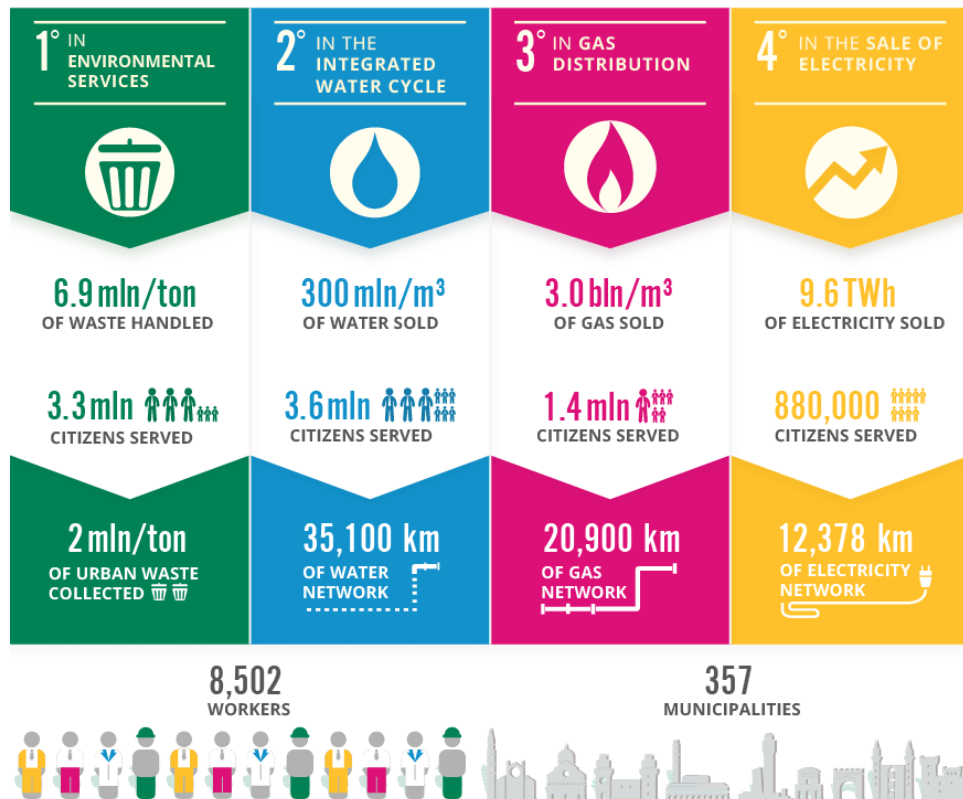 1° IN
ENVIRONMENTAL
SERVICES
2° IN THE
INTEGRATED
WATER CYCLE
3° IN GAS
DISTRIBUTION
4° IN THE SALE OF
ELECTRICITY
6.9 mln/ton
OF WASTE HANDLED
300 mln/m³
OF WATER SOLD
3.0 bln/m³
OF GAS SOLD
9.6 TWh
OF ELECTRICITY SOLD
3.3 mln
CITIZENS SERVED
3.6 mln
CITIZENS SERVED
1.4 mln
CITIZENS SERVED
880,000
CITIZENS SERVED
2 mln/ton
OF URBAN WASTE
COLLECTED
35,100 km
OF WATER
NETWORK
20,900 km
OF GAS
NETWORK
12,378 km
OF ELECTRICITY
NETWORK
8,502
WORKERS
357
MUNICIPALITIES